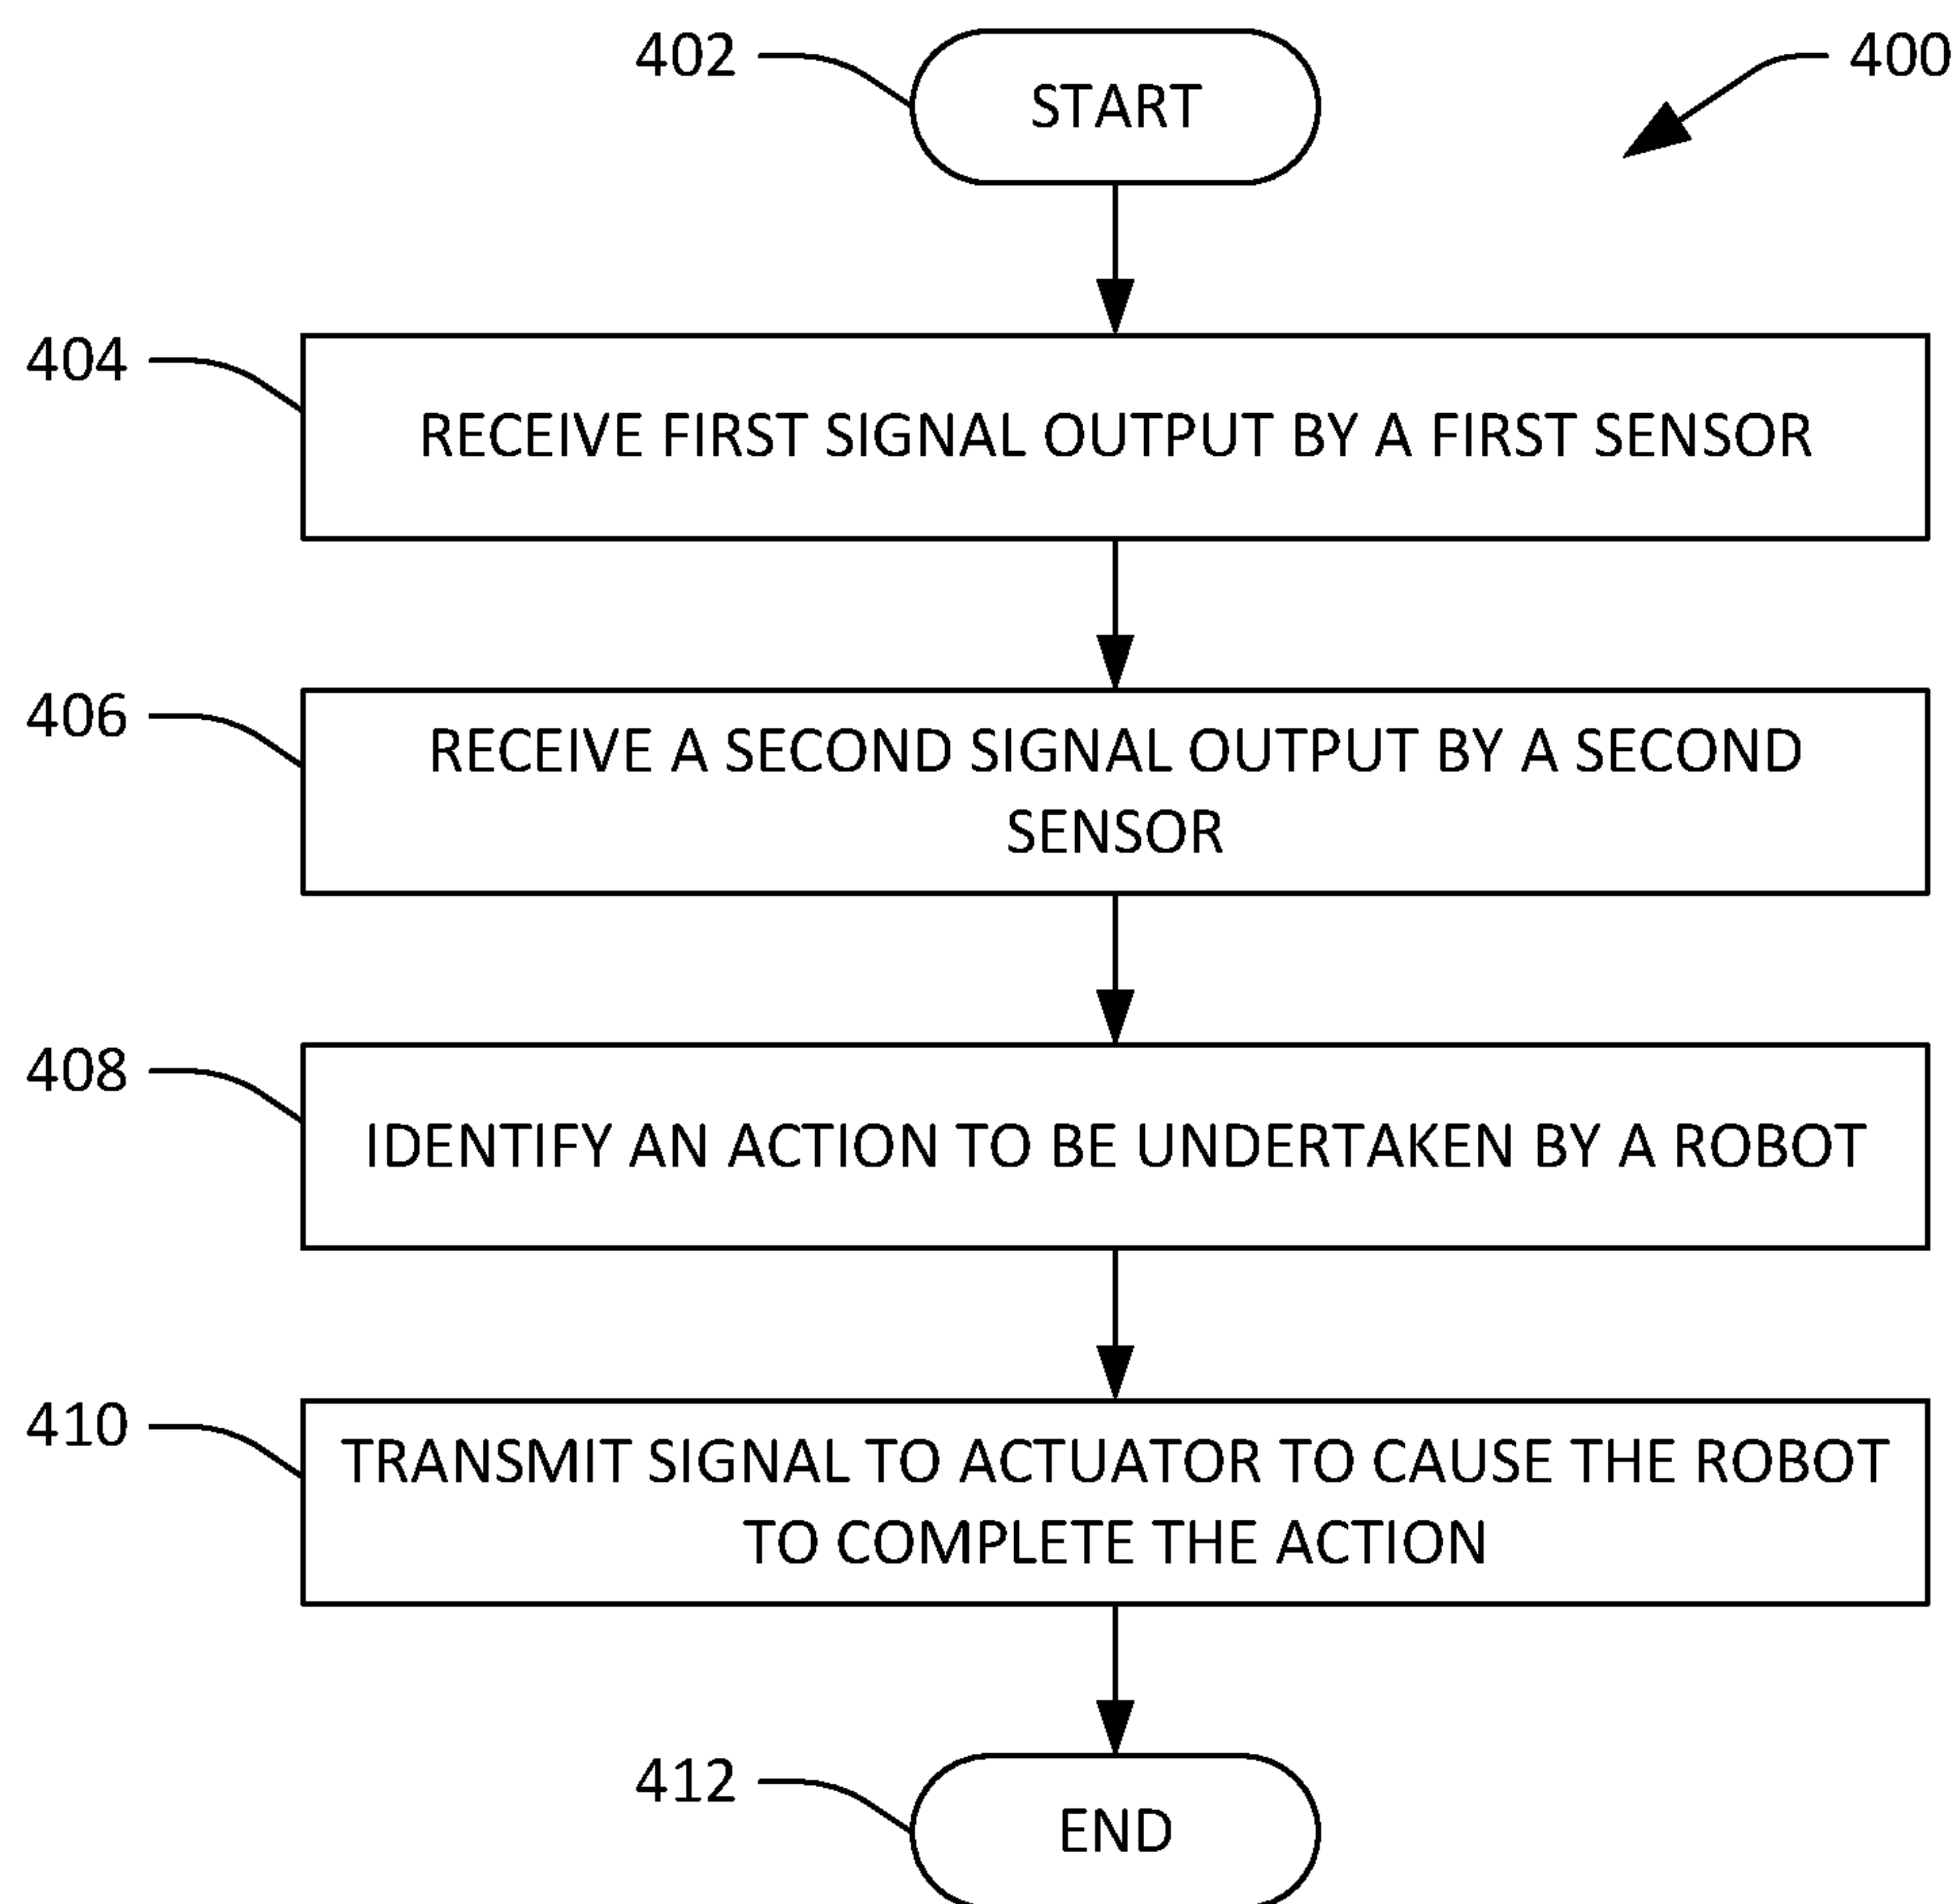 402
START
400
404
RECEIVE FIRST SIGNAL OUTPUT BY A FIRST SENSOR
406
RECEIVE A SECOND SIGNAL OUTPUT BY A SECOND
SENSOR
408
IDENTIFY AN ACTION TO BE UNDERTAKEN BY A ROBOT
410
TRANSMIT SIGNAL TO ACTUATOR TO CAUSE THE ROBOT
TO COMPLETE THE ACTION
412
END